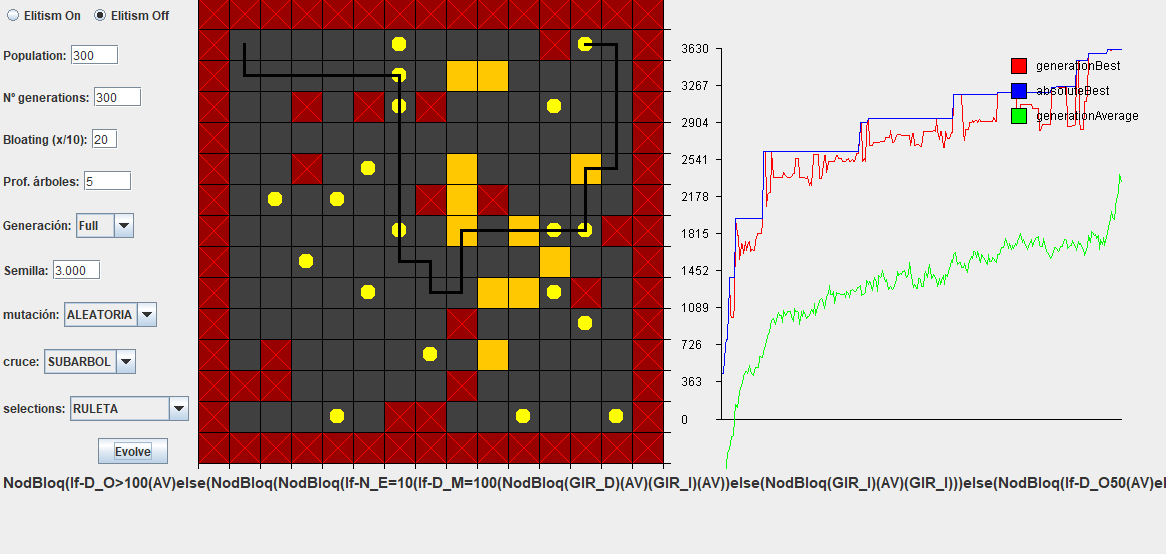 Elitism On Elitism Off
Population: 300
Nº generations: 300
Bloating (x/10): 20
Prof. árboles: 5
Generación: Full
Semilla: 3.000
mutación: ALEATORIA
cruce: SUBARBOL
selections: RULETA
Evolve
3630
3267
2904
2541
2178
1815
1452
1089
726
363
0
generationBest
absoluteBest
generationAverage
NodBloq(If-D_O>100(AV)else(NodBloq(NodBloq(If-N_E=10(If-D_M=100(NodBloq(GIR_D)(AV)(GIR_I)(AV))else(NodBloq(GIR_I)(AV)(GIR_I)))else(NodBloq(If-D_O50(AV)el